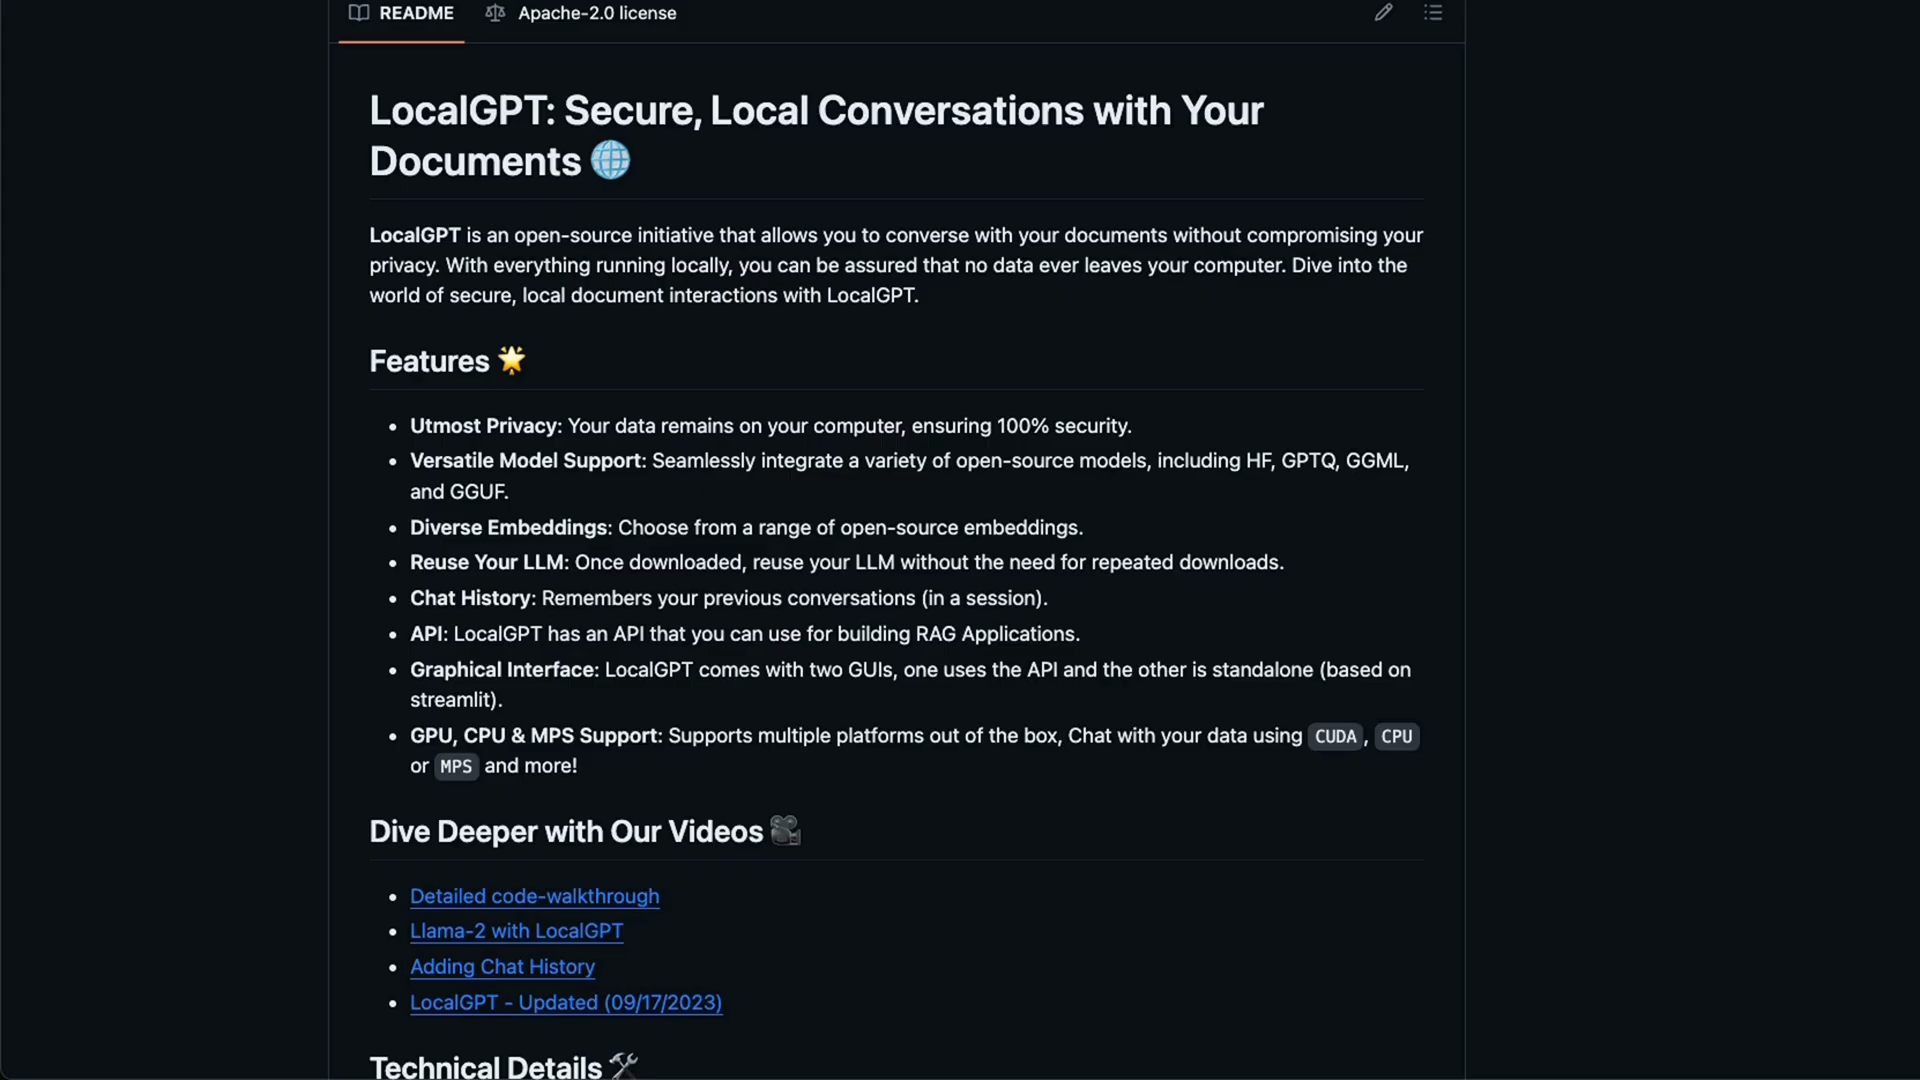 README Apache-2.0 license
LocalGPT: Secure, Local Conversations with Your
Documents 🌐
LocalGPT is an open-source initiative that allows you to converse with your documents without compromising your
privacy. With everything running locally, you can be assured that no data ever leaves your computer. Dive into the
world of secure, local document interactions with LocalGPT.
Features 🌟
• Utmost Privacy: Your data remains on your computer, ensuring 100% security.
• Versatile Model Support: Seamlessly integrate a variety of open-source models, including HF, GPTQ, GGML,
and GGUF.
• Diverse Embeddings: Choose from a range of open-source embeddings.
• Reuse Your LLM: Once downloaded, reuse your LLM without the need for repeated downloads.
• Chat History: Remembers your previous conversations (in a session).
• API: LocalGPT has an API that you can use for building RAG Applications.
• Graphical Interface: LocalGPT comes with two GUIs, one uses the API and the other is standalone (based on
streamlit).
• GPU, CPU & MPS Support: Supports multiple platforms out of the box, Chat with your data using CUDA, CPU
or MPS and more!
Dive Deeper with Our Videos 🎥
• Detailed code-walkthrough
• Llama-2 with LocalGPT
• Adding Chat History
• LocalGPT - Updated (09/17/2023)
Technical Details 🛠️